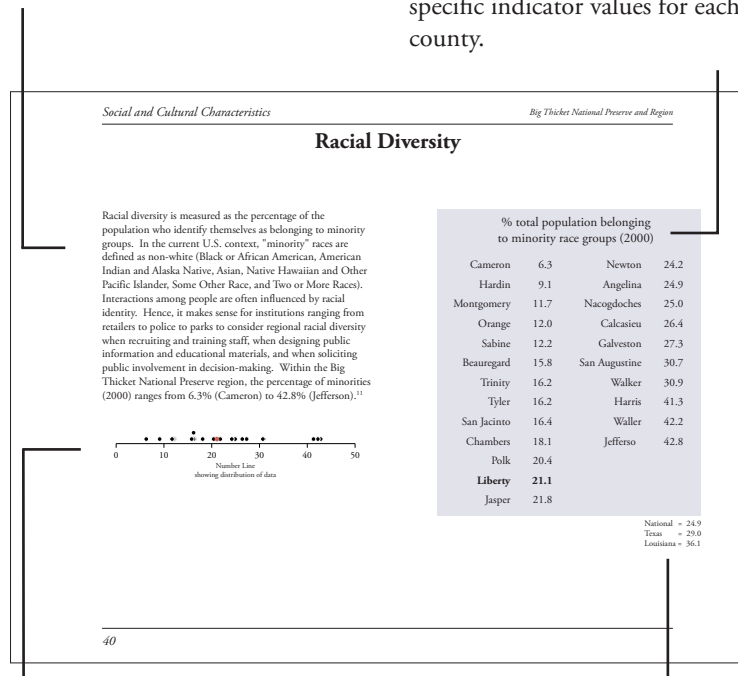 specific indicator values for each
county.
Social and Cultural Characteristics
Big Thicket National Preserve and Region
Racial Diversity
Racial diversity is measured as the percentage of the
population who identify themselves as belonging to minority
groups. In the current U.S. context, "minority" races are
defined as non-white (Black or African American, American
Indian and Alaska Native, Asian, Native Hawaiian and Other
Pacific Islander, Some Other Race, and Two or More Races).
Interactions among people are often influenced by racial
identity. Hence, it makes sense for institutions ranging from
retailers to police to parks to consider regional racial diversity
when recruiting and training staff, when designing public
information and educational materials, and when soliciting
public involvement in decision-making. Within the Big
Thicket National Preserve region, the percentage of minorities
(2000) ranges from 6.3% (Cameron) to 42.8% (Jefferson).11
0 10 20 30 40 50
Number Line
showing distribution of data
% total population belonging
to minority race groups (2000)
Cameron 6.3 Newton 24.2
Hardin 9.1 Angelina 24.9
Montgomery 11.7 Nacogdoches 25.0
Orange 12.0 Calcasieu 26.4
Sabine 12.2 Galveston 27.3
Beauregard 15.8 San Augustine 30.7
Trinity 16.2 Walker 30.9
Tyler 16.2 Harris 41.3
San Jacinto 16.4 Waller 42.2
Chambers 18.1 Jefferso 42.8
Polk 20.4
Liberty 21.1
Jasper 21.8
National = 24.9
Texas = 29.0
Louisiana = 36.1
40